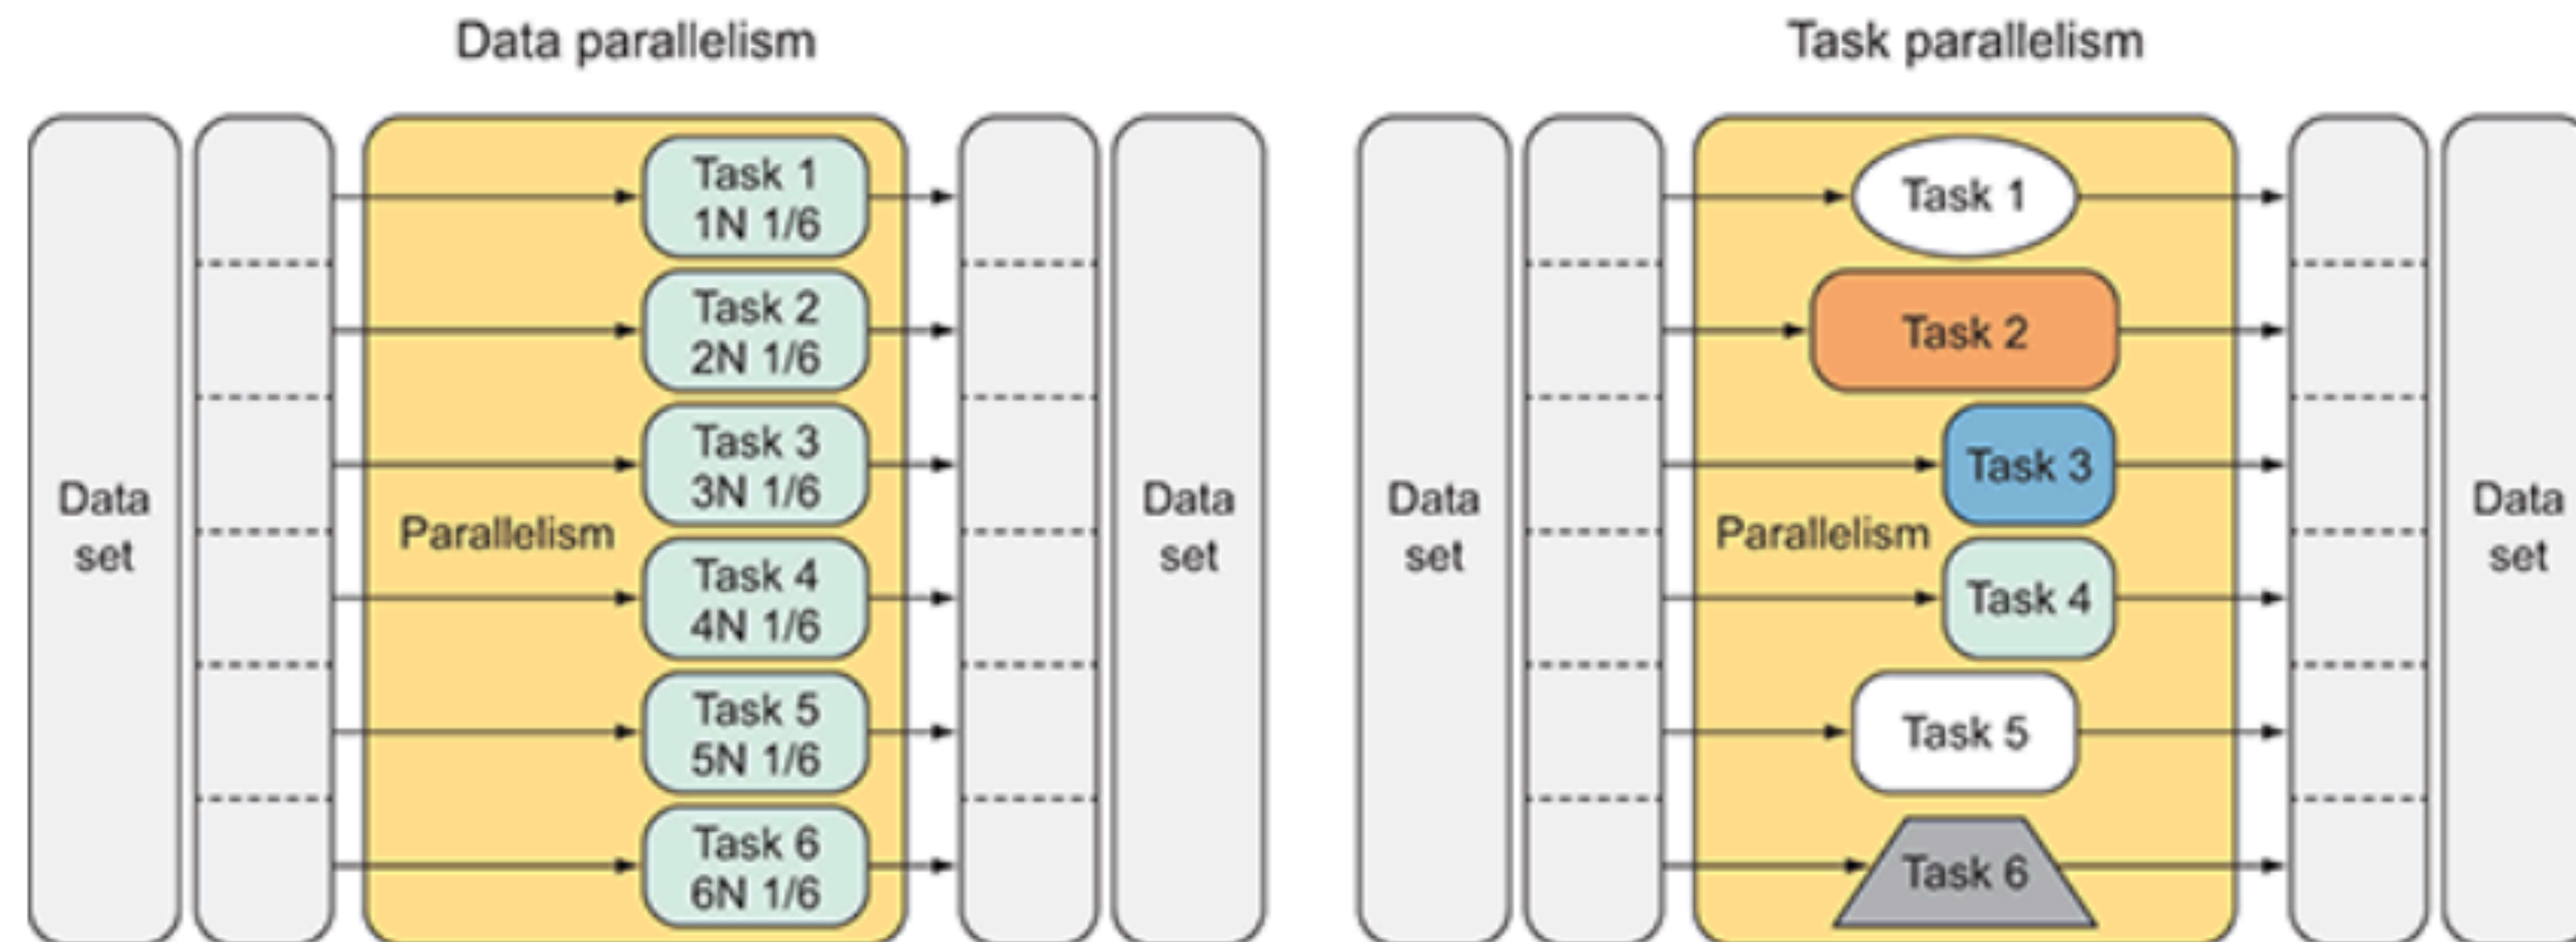 Data parallelism
Data
set
Parallelism
Task 1
1N 1/6
Task 2
2N 1/6
Task 3
3N 1/6
Task 4
4N 1/6
Task 5
5N 1/6
Task 6
6N 1/6
Data
set
Task parallelism
Data
set
Parallelism
Task 1
Task 2
Task 3
Task 4
Task 5
Task 6
Data
set